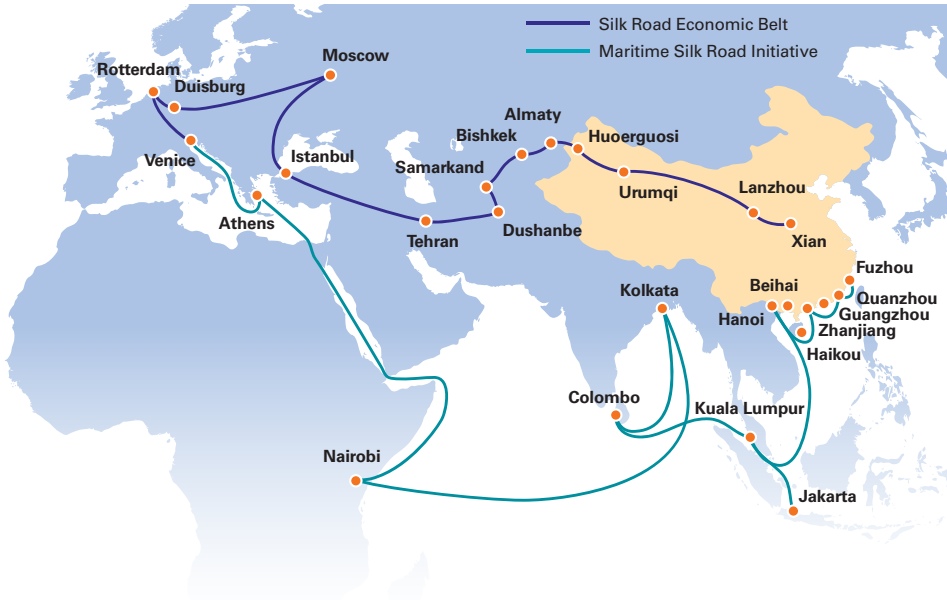 Silk Road Economic Belt
Maritime Silk Road Initiative
Moscow
Rotterdam
Duisburg
Almaty
Bishkek
Huoerguosi
Venice
Istanbul
Samarkand
Urumqi
Lanzhou
Athens
Tehran
Dushanbe
Xian
Fuzhou
Kolkata
Beihai
Quanzhou
Hanoi
Guangzhou
Zhanjiang
Haikou
Colombo
Kuala Lumpur
Nairobi
Jakarta